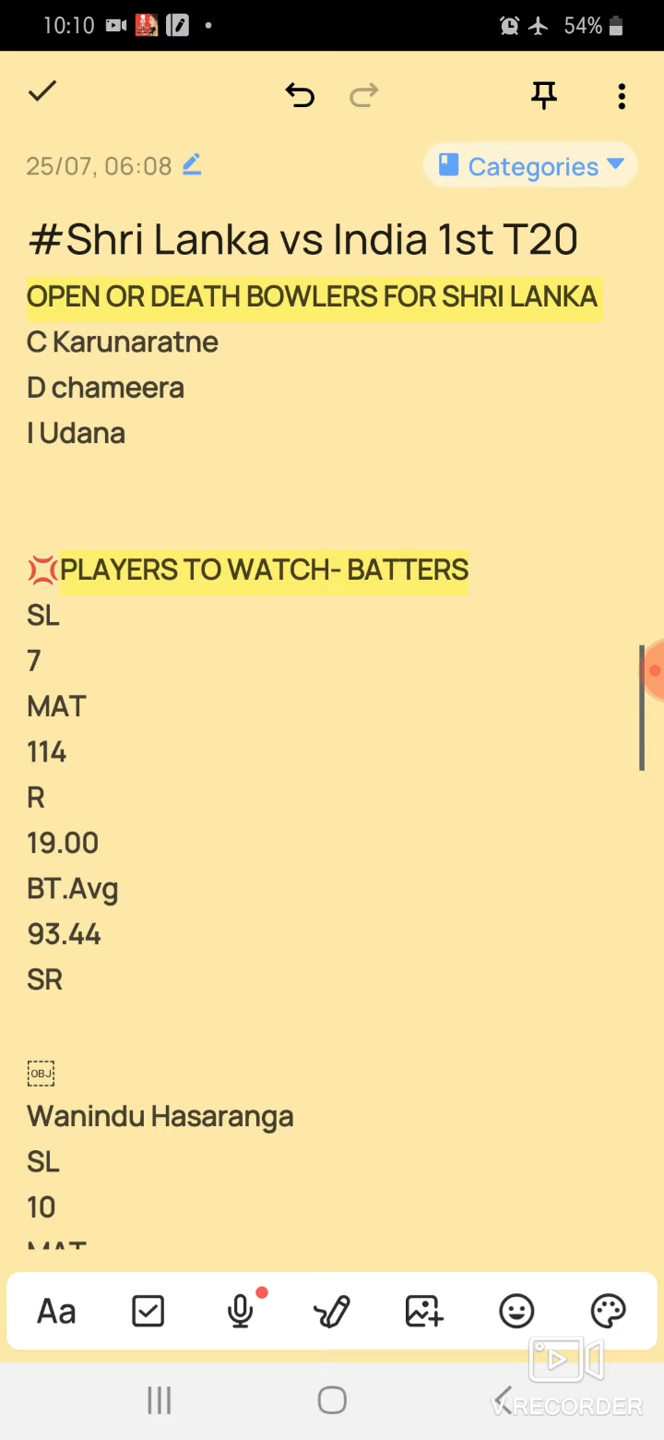 10:10
54%
25/07, 06:08
Categories
#Shri Lanka vs India 1st T20
OPEN OR DEATH BOWLERS FOR SHRI LANKA
C Karunaratne
D chameera
I Udana
PLAYERS TO WATCH- BATTERS
SL
7
MAT
114
R
19.00
BT.Avg
93.44
SR
OBJ
Wanindu Hasaranga
SL
10
MAT
Aa
V.RECORDER